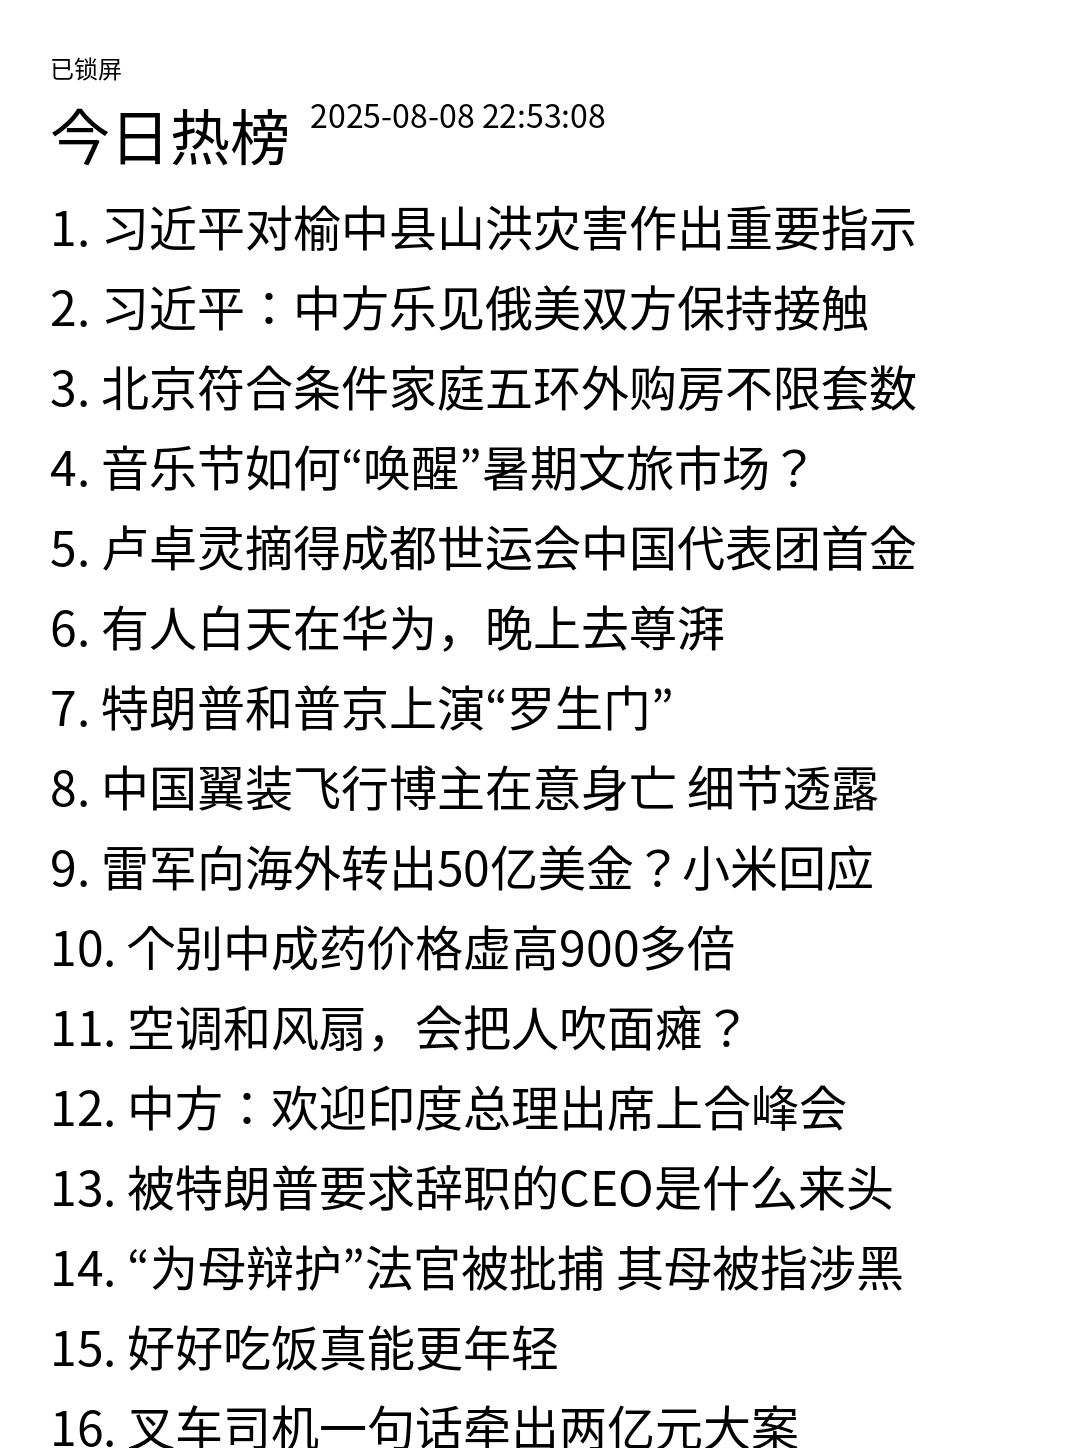 已锁屏
今日热榜 2025-08-08 22:53:08
1. 习近平对榆中县山洪灾害作出重要指示
2. 习近平：中方乐见俄美双方保持接触
3. 北京符合条件家庭五环外购房不限套数
4. 音乐节如何“唤醒”暑期文旅市场？
5. 卢卓灵摘得成都世运会中国代表团首金
6. 有人白天在华为，晚上去尊湃
7. 特朗普和普京上演“罗生门”
8. 中国翼装飞行博主在意身亡 细节透露
9. 雷军向海外转出50亿美金？小米回应
10. 个别中成药价格虚高900多倍
11. 空调和风扇，会把人吹面瘫？
12. 中方：欢迎印度总理出席上合峰会
13. 被特朗普要求辞职的CEO是什么来头
14. “为母辩护”法官被批捕 其母被指涉黑
15. 好好吃饭真能更年轻
16. 叉车司机一句话牵出两亿元大案